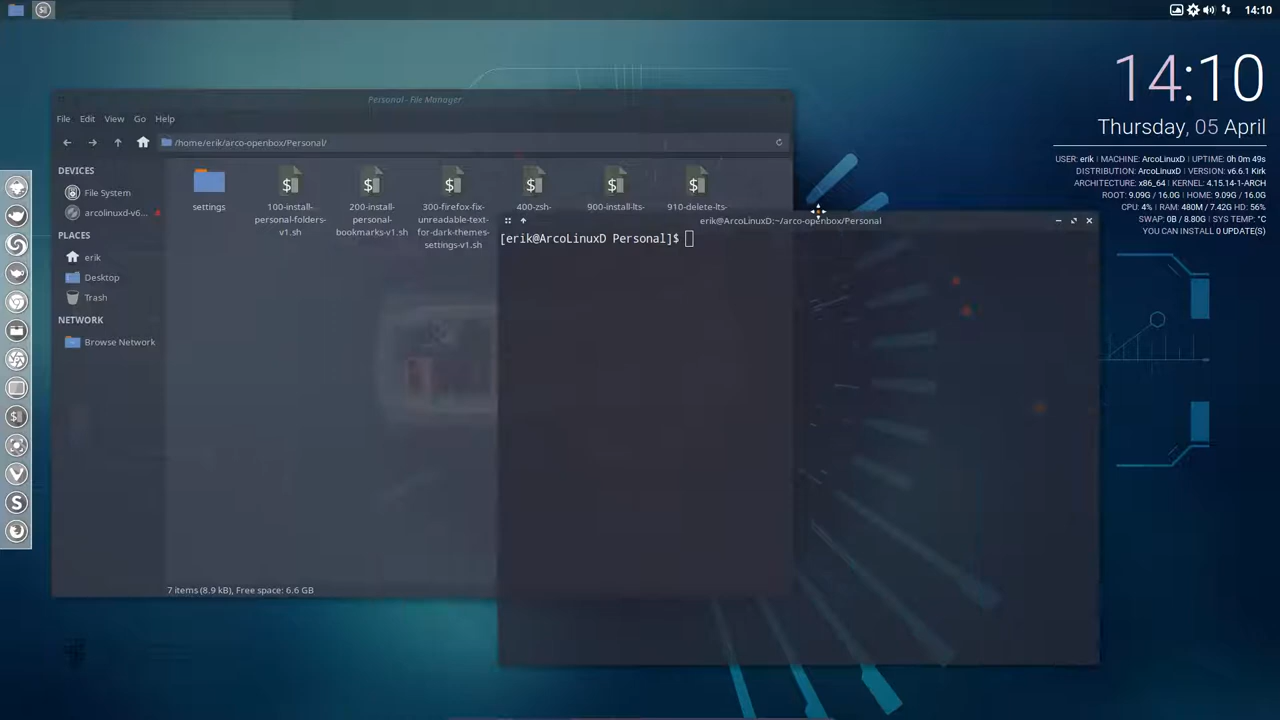 14:10
14:10
Thursday, 05 April
USER: erik | MACHINE: ArcoLinuxD | UPTIME: 0h 0m 49s
DISTRIBUTION: ArcoLinuxD | VERSION: v6.6.1 Kirk
ARCHITECTURE: x86_64 | KERNEL: 4.15.14-1-ARCH
ROOT: 9.09G / 16.0G | HOME: 9.09G / 16.0G
CPU 4% | RAM: 480M / 7.42G HD: 56%
SWAP: 0B / 8.80G | SWAP: 0%
YOU CAN INSTALL 0 UPDATE(S)
Personal - File Manager
File Edit View Go Help
/home/erik/arco-openbox/Personal/
DEVICES
File System
arcolinuxd-v6...
PLACES
erik
Desktop
Trash
NETWORK
Browse Network
settings
100-install-
personal-folders-
v1.sh
200-install-
personal-
bookmarks-v1.sh
300-firefox-fix-
unreadable-text-
for-dark-themes-
settings-v1.sh
400-zsh-
900-install-lts-
910-delete-lts-
7 items (8.9 kB), Free space: 6.6 GB
erik@ArcoLinuxD:~/arco-openbox/Personal
[erik@ArcoLinuxD Personal]$